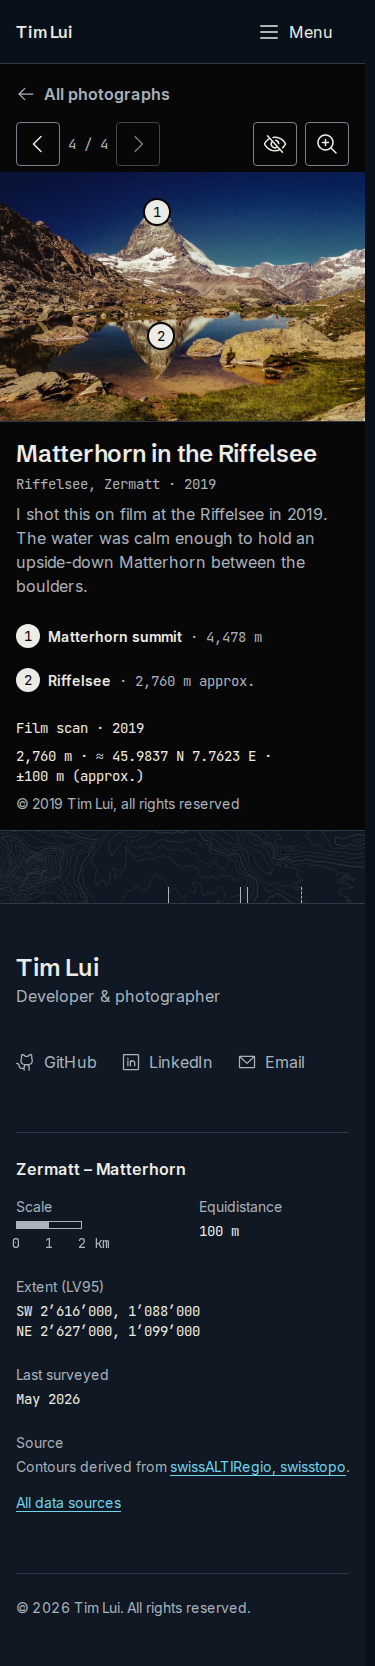 Tim Lui
Menu
All photographs
4 / 4
1
2
Matterhorn in the Riffelsee
Riffelsee, Zermatt · 2019
I shot this on film at the Riffelsee in 2019.
The water was calm enough to hold an
upside-down Matterhorn between the
boulders.
1 Matterhorn summit · 4,478 m
2 Riffelsee · 2,760 m approx.
Film scan · 2019
2,760 m · ≈ 45.9837 N 7.7623 E ·
±100 m (approx.)
© 2019 Tim Lui, all rights reserved
Tim Lui
Developer & photographer
GitHub
LinkedIn
Email
Zermatt – Matterhorn
Scale
0 1 2 km
Equidistance
100 m
Extent (LV95)
SW 2’616’000, 1’088’000
NE 2’627’000, 1’099’000
Last surveyed
May 2026
Source
Contours derived from swissALTIRegio, swisstopo.
All data sources
© 2026 Tim Lui. All rights reserved.